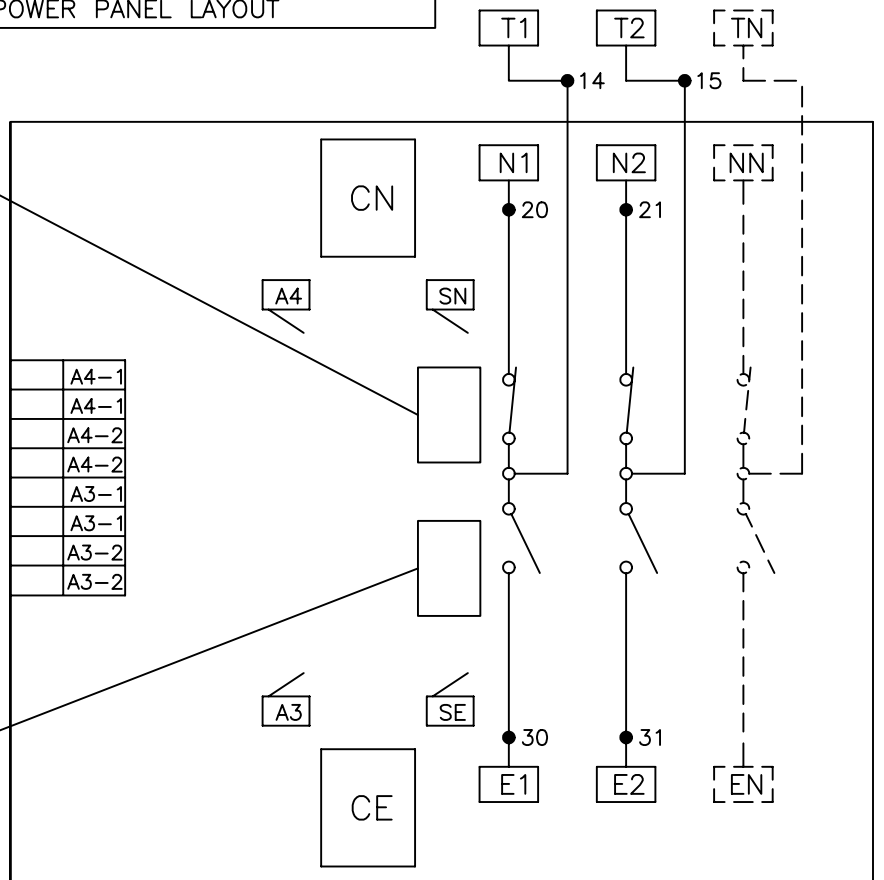 POWER PANEL LAYOUT
T1 T2 TN
14 15
CN N1 N2 NN
20 21
A4 SN
A4-1
A4-1
A4-2
A4-2
A3-1
A3-1
A3-2
A3-2
A3 SE
30 31
CE E1 E2 EN